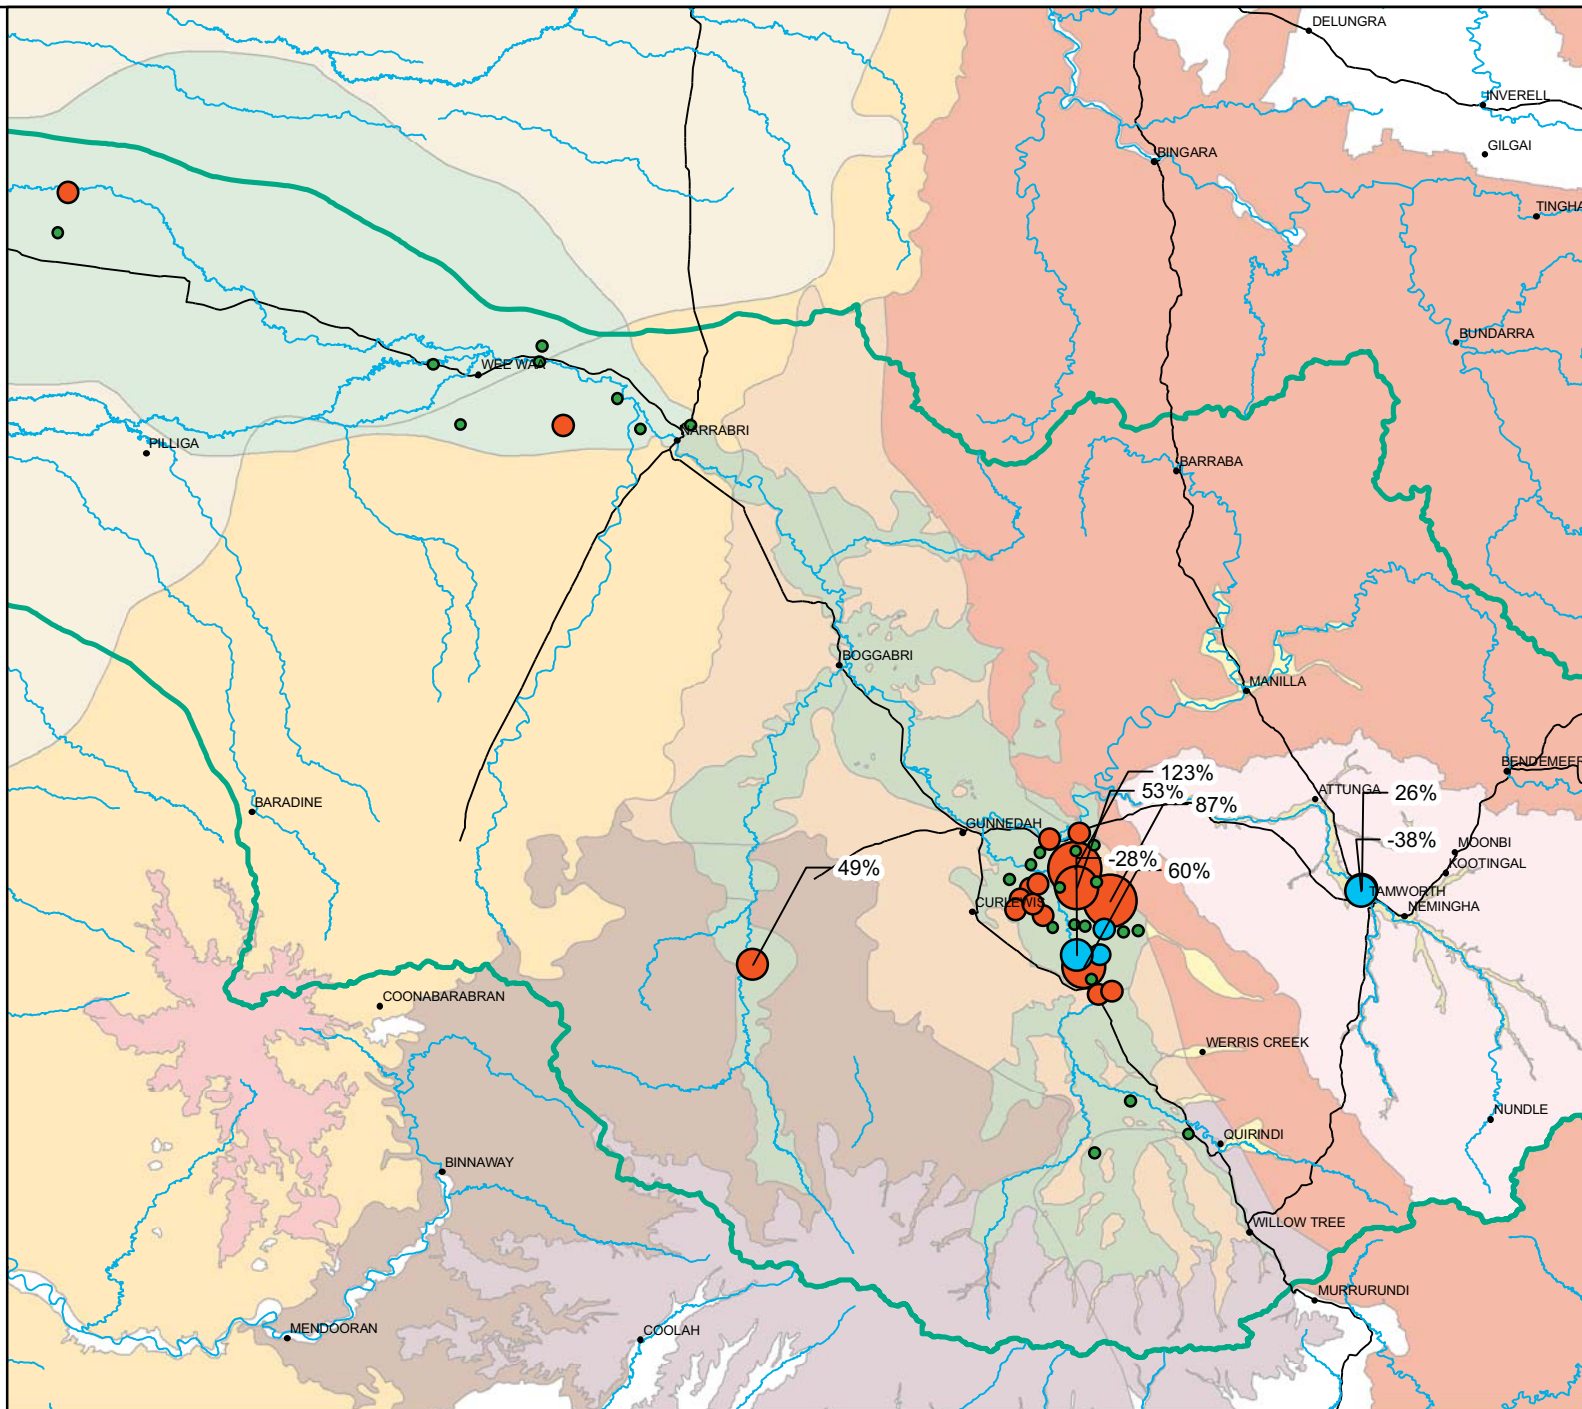 DELUNGRA
INVERELL
GILGAI
BINGARA
TINGHA
BUNDARRA
WEE WAA
NARRABRI
PILLIGA
BARRABA
BOGGABRI
MANILLA
BENDEMEER
123%
53%
87%
26%
ATTUNGA
BARADINE
GUNNEDAH
-38%
MOONBI
-28%
KOOTINGAL
49%
60%
TAMWORTH
CURLEWIS
NEMINGHA
COONABARABRAN
WERRIS CREEK
NUNDLE
QUIRINDI
BINNAWAY
WILLOW TREE
MURRURUNDI
MENDOORAN
COOLAH